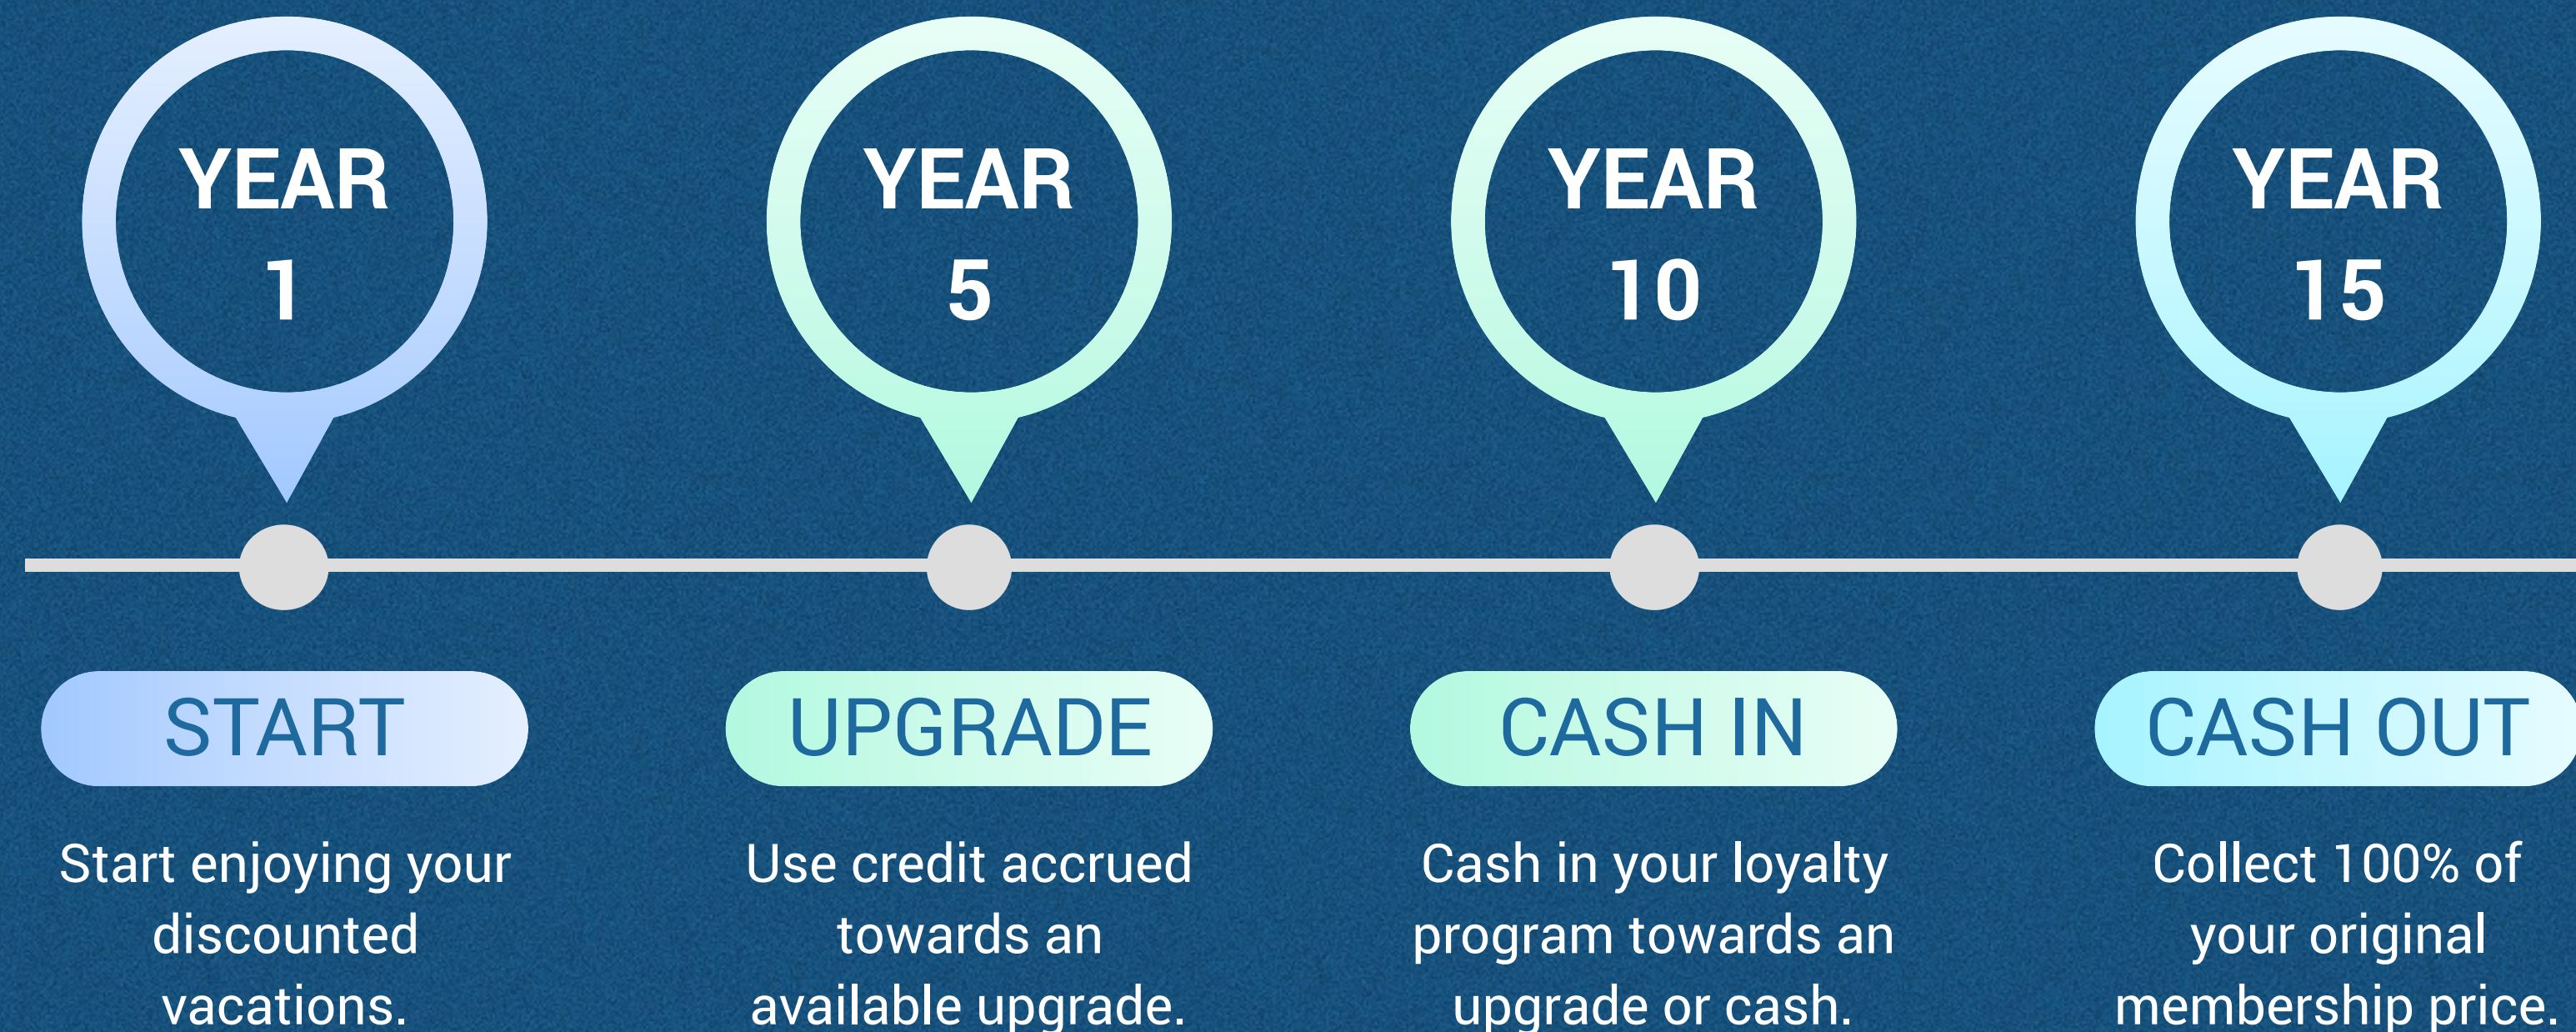 YEAR
1
YEAR
5
YEAR
10
YEAR
15
START
UPGRADE
CASH IN
CASH OUT
Start enjoying your
discounted
vacations.
Use credit accrued
towards an
available upgrade.
Cash in your loyalty
program towards an
upgrade or cash.
Collect 100% of
your original
membership price.